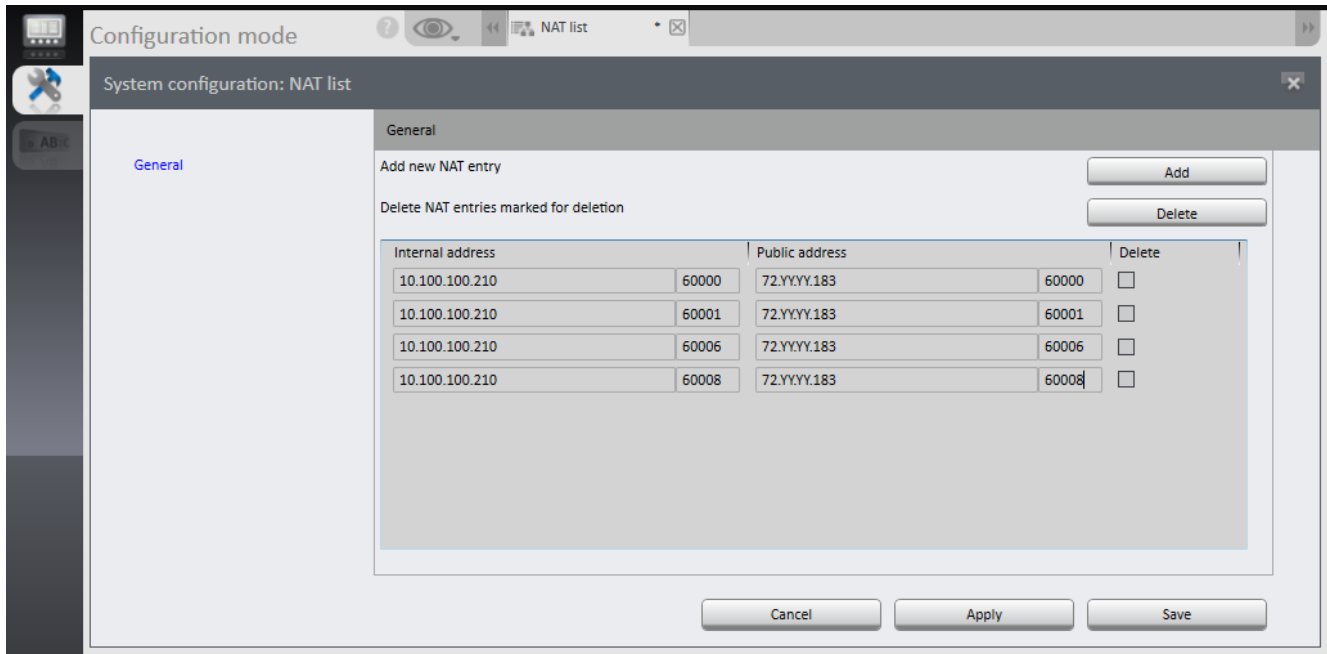 Configuration mode
?
NAT list *
System configuration: NAT list
General
General
Add new NAT entry
Add
Delete NAT entries marked for deletion
Delete
Internal address Public address Delete
10.100.100.210 60000 72.YY.YY.183 60000
10.100.100.210 60001 72.YY.YY.183 60001
10.100.100.210 60006 72.YY.YY.183 60006
10.100.100.210 60008 72.YY.YY.183 60008
Cancel Apply Save